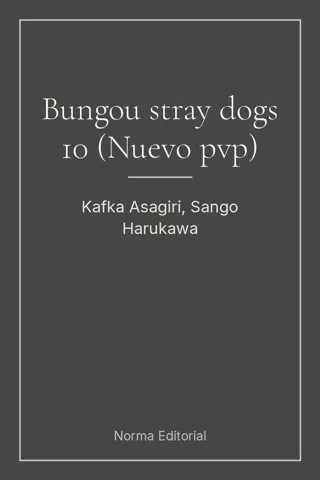 Bungou stray dogs
10 (Nuevo pvp)
Kafka Asagiri, Sango
Harukawa
Norma Editorial